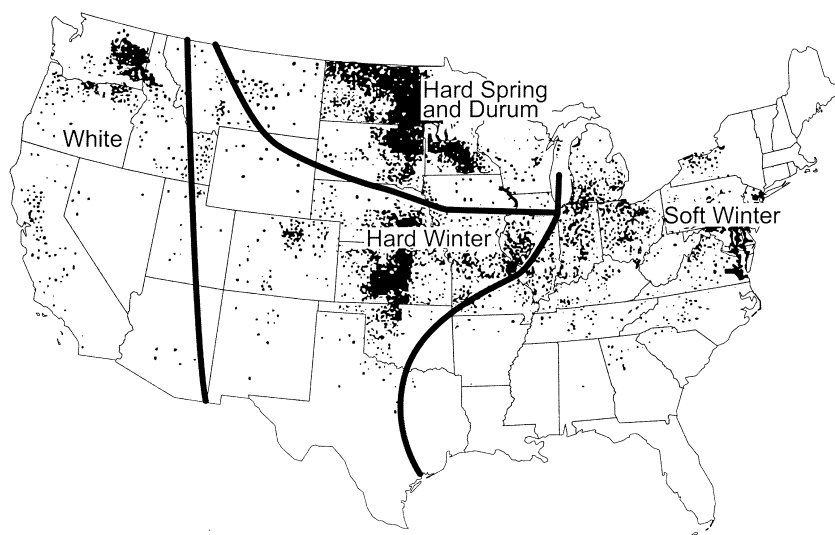 Hard Spring
and Durum
White
Soft Winter
Hard Winter